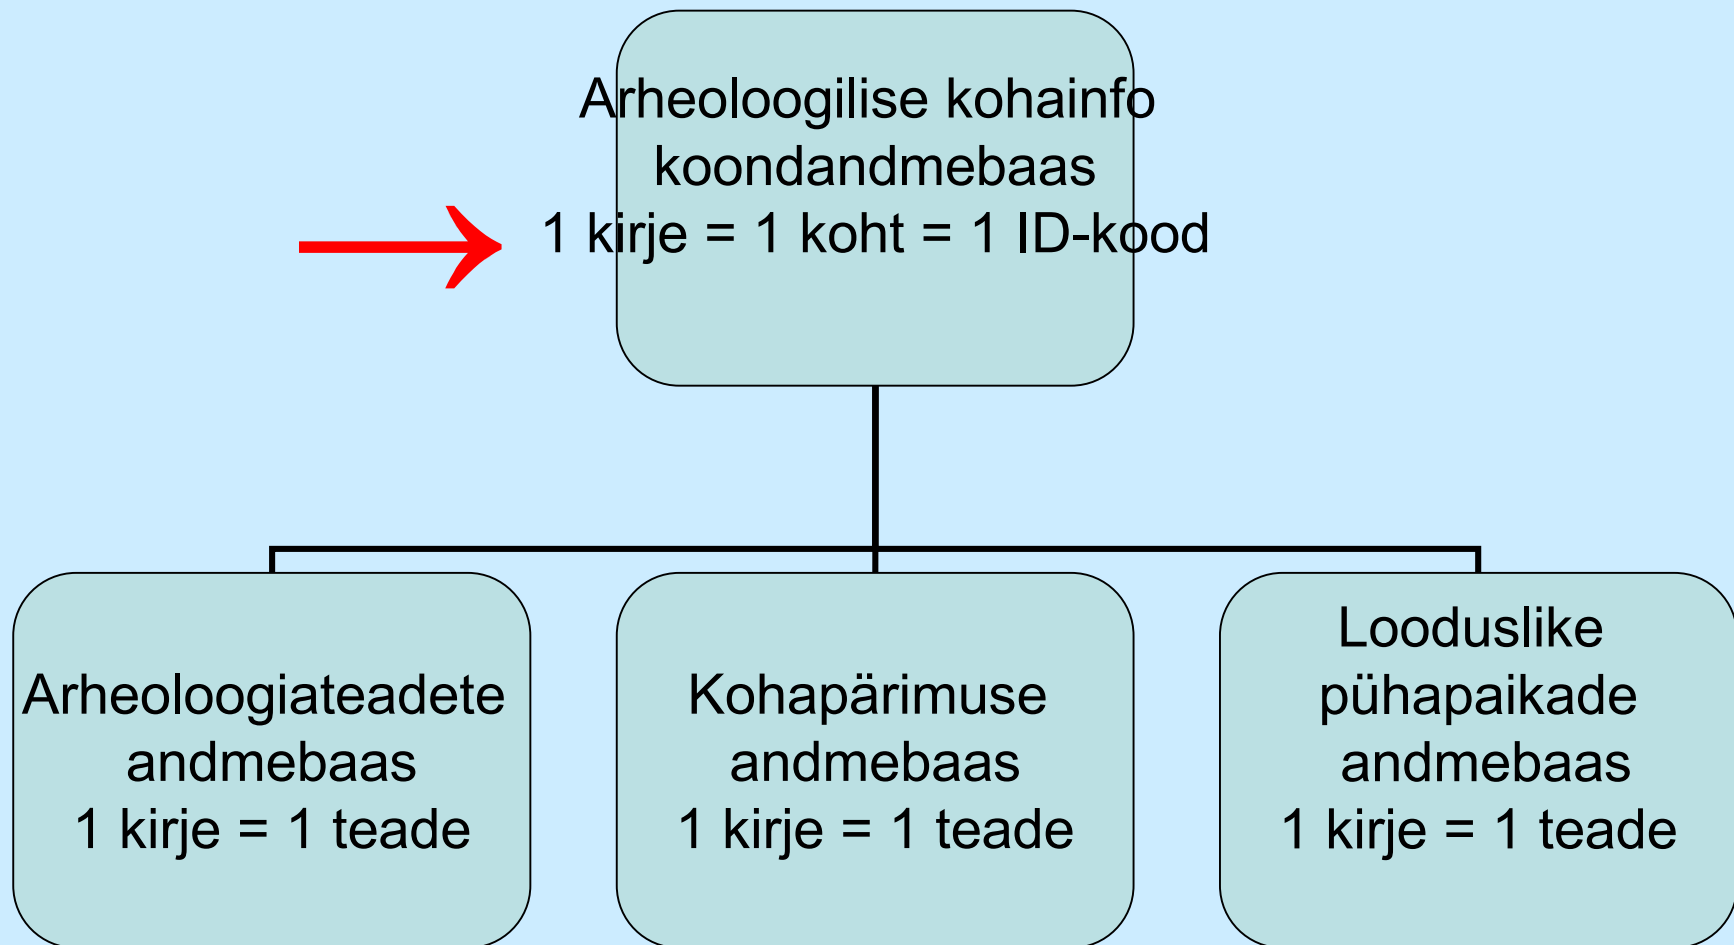 Arheoloogilise kohainfo
koondandmebaas
1 kirje = 1 koht = 1 ID-kood
Arheoloogiateadete
andmebaas
1 kirje = 1 teade
Kohapärimuse
andmebaas
1 kirje = 1 teade
Looduslike
pühapaikade
andmebaas
1 kirje = 1 teade